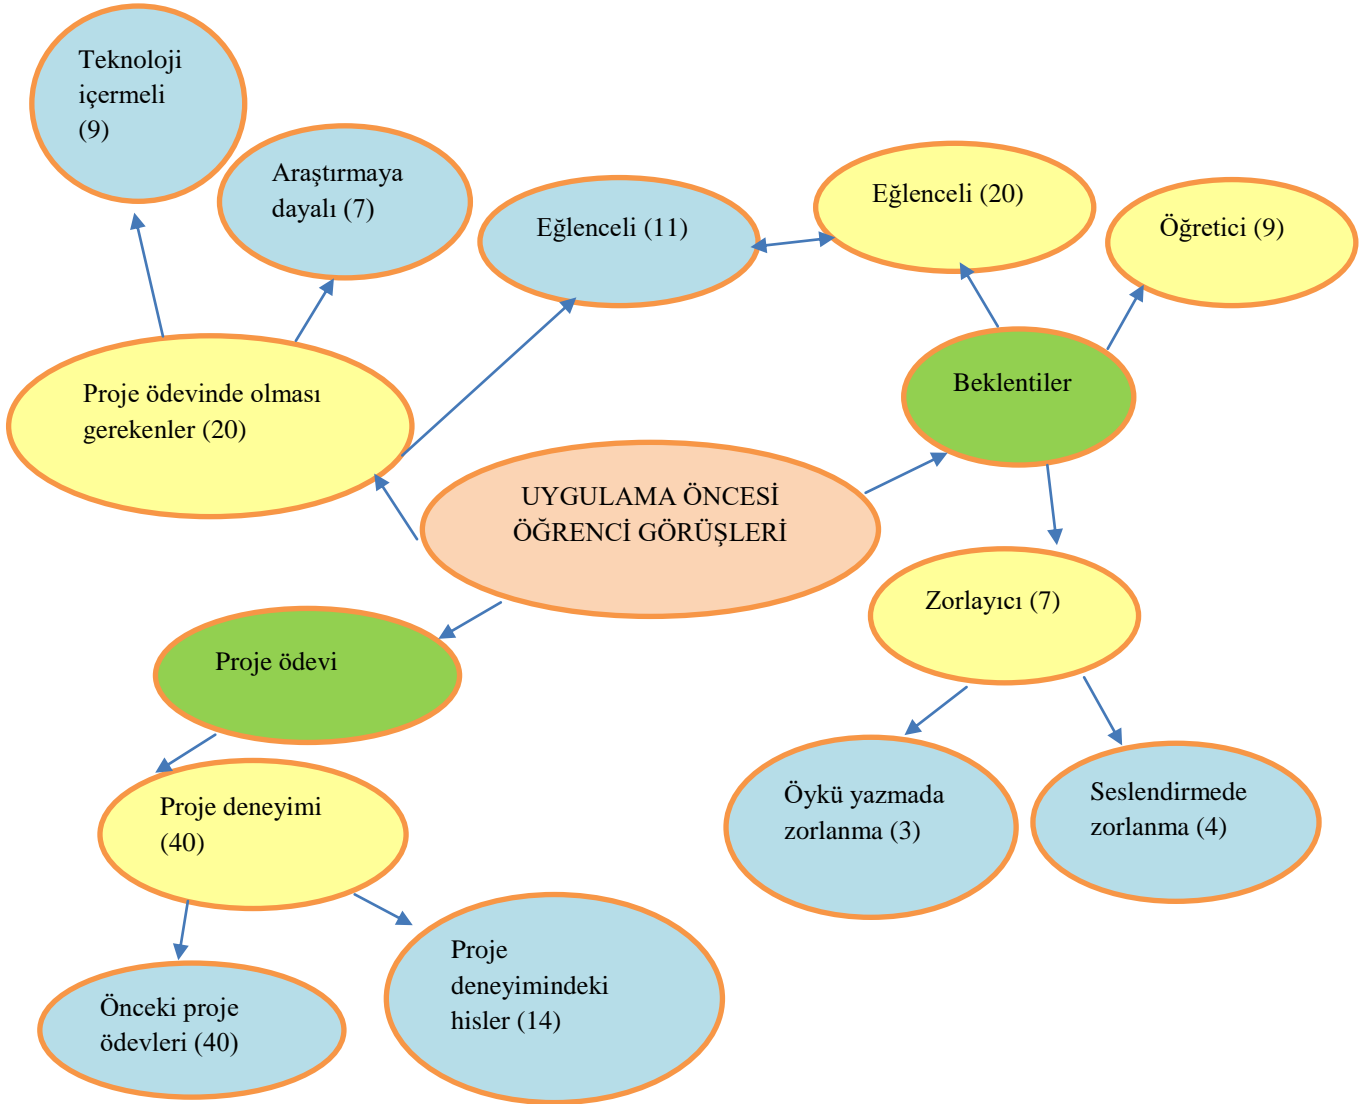 Teknoloji
içermeli
(9)
Araştırmaya
dayalı (7)
Eğlenceli (11)
Eğlenceli (20)
Öğretici (9)
Proje ödevinde olması
gerekenler (20)
Beklentiler
UYGULAMA ÖNCESİ
ÖĞRENCİ GÖRÜŞLERİ
Zorlayıcı (7)
Proje ödevi
Öykü yazmada
zorlanma (3)
Seslendirmede
zorlanma (4)
Proje deneyimi
(40)
Proje
deneyimindeki
hisler (14)
Önceki proje
ödevleri (40)